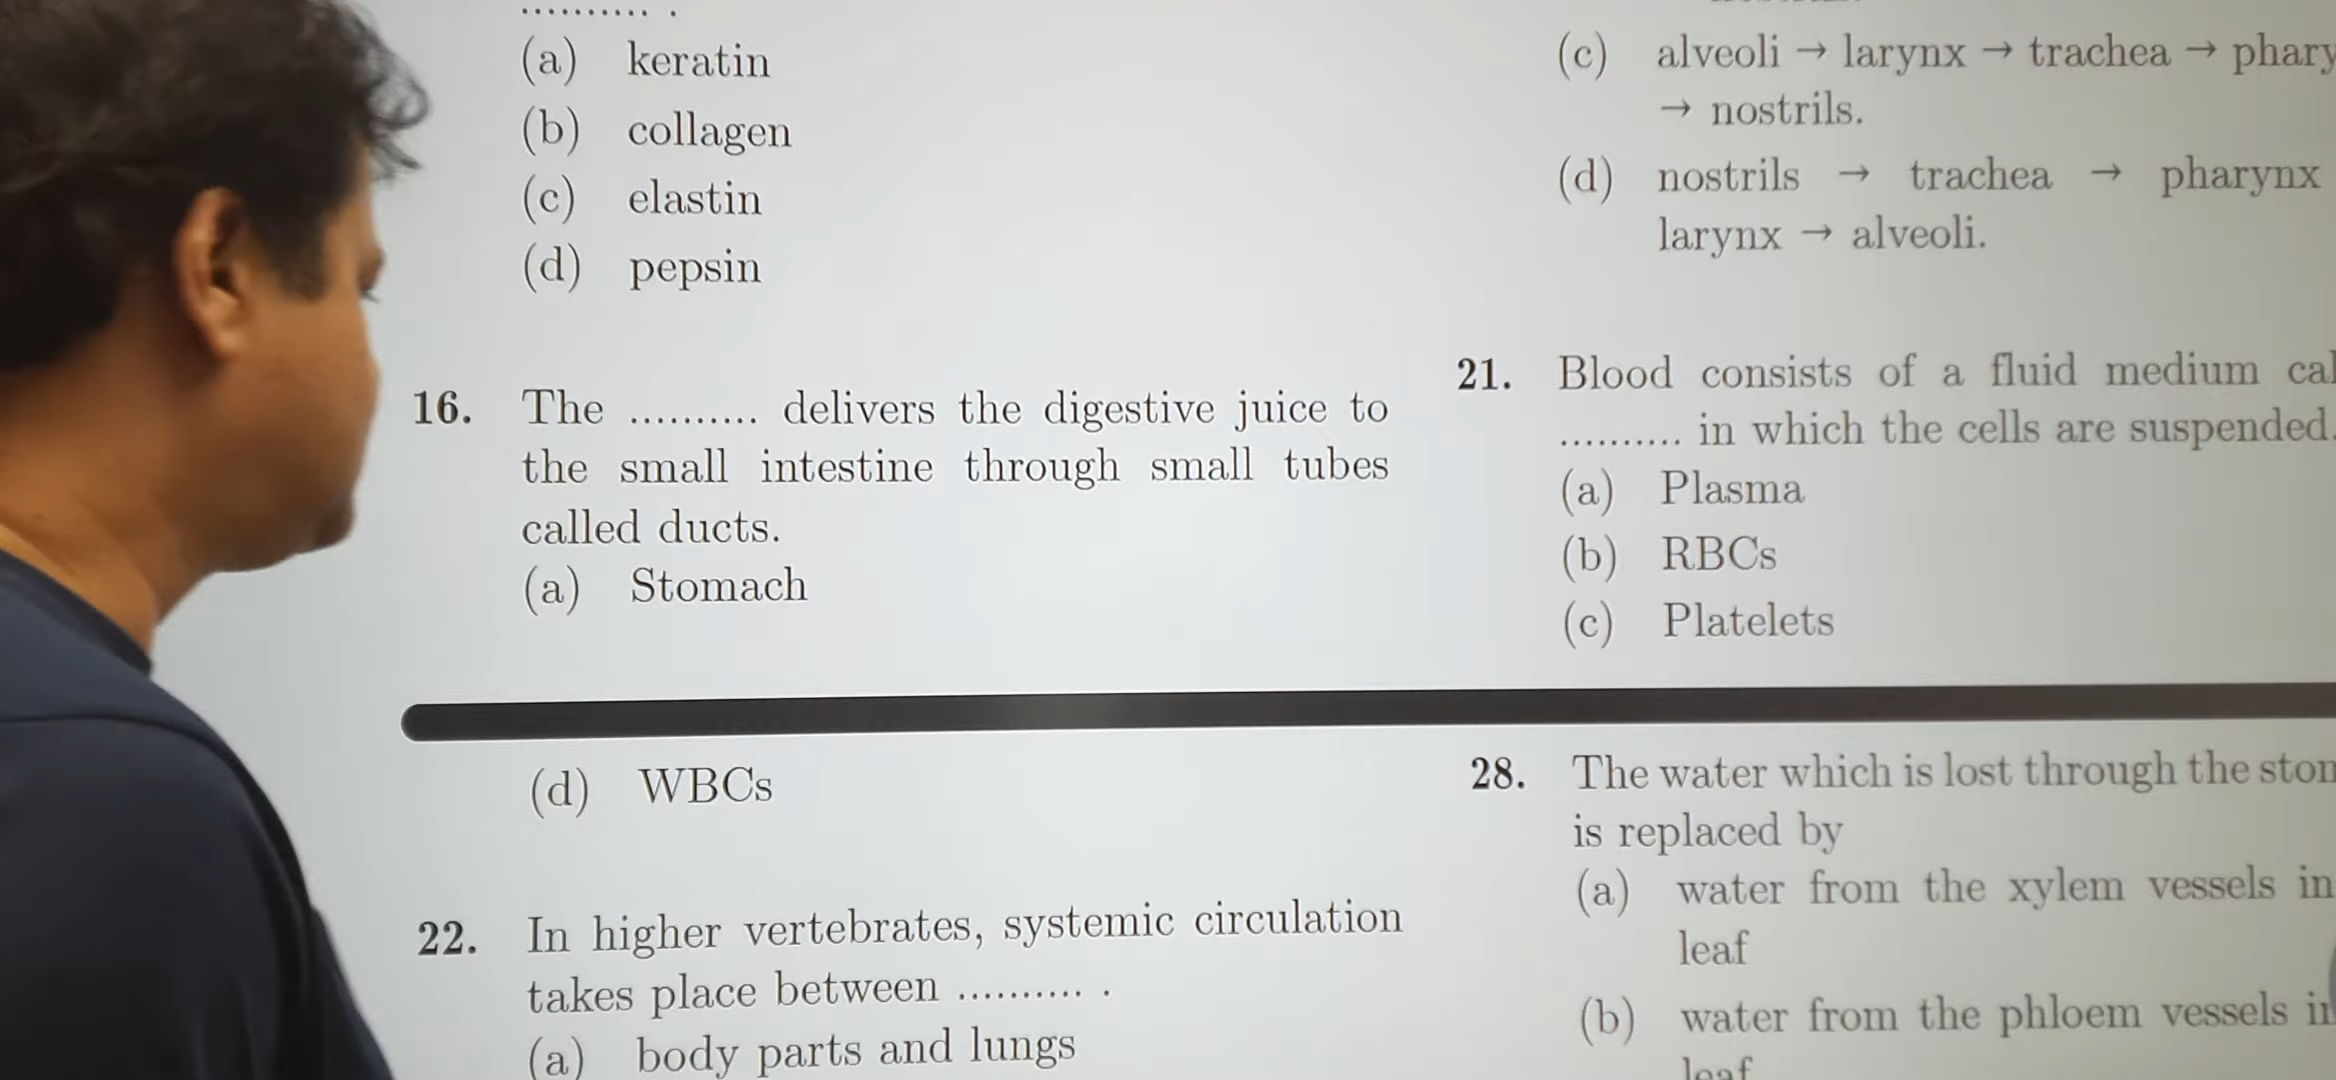 .......... .
(a) keratin
(b) collagen
(c) elastin
(d) pepsin
16. The .......... delivers the digestive juice to
the small intestine through small tubes
called ducts.
(a) Stomach
(c) alveoli → larynx → trachea →
→ nostrils.
(d) nostrils → trachea → pharynx
larynx → alveoli.
21. Blood consists of a fluid medium
.......... in which the cells are suspended.
(a) Plasma
(b) RBCs
(c) Platelets
(d) WBCs
22. In higher vertebrates, systemic circulation
takes place between .......... .
(a) body parts and lungs
28. The water which is lost through the
is replaced by
(a) water from the xylem vessels in
leaf
(b) water from the phloem vessels
leaf